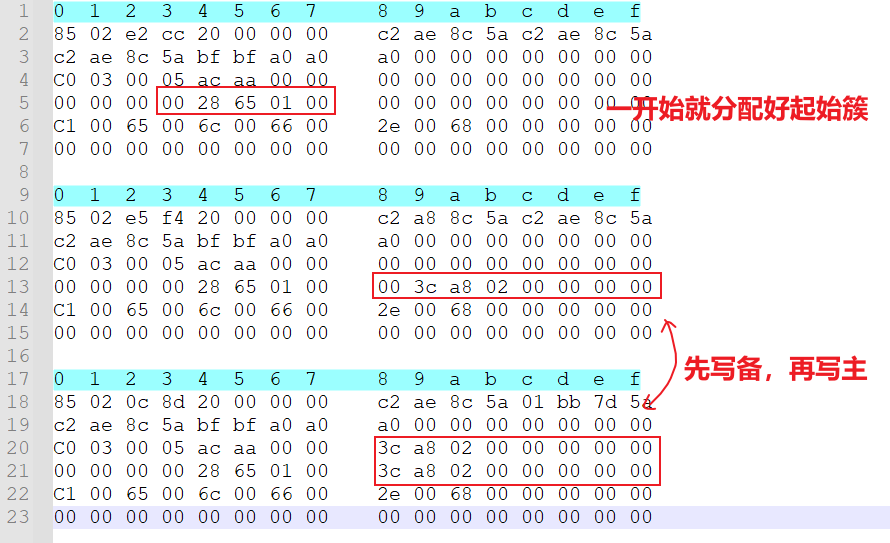 1 0 1 2 3 4 5 6 7 8 9 a b c d e f
2 85 02 e2 cc 20 00 00 00 c2 ae 8c 5a c2 ae 8c 5a
3 c2 ae 8c 5a bf bf a0 a0 a0 00 00 00 00 00 00 00
4 C0 03 00 05 ac aa 00 00 00 00 00 00 00 00 00 00
5 00 00 00 00 28 65 01 00 00 00 00 00 00 00 00 00 一开始就分配好起始簇
6 C1 00 65 00 6c 00 66 00 2e 00 68 00 00 00 00 00
7 00 00 00 00 00 00 00 00 00 00 00 00 00 00 00 00
8
9 0 1 2 3 4 5 6 7 8 9 a b c d e f
10 85 02 e5 f4 20 00 00 00 c2 a8 8c 5a c2 ae 8c 5a
11 c2 ae 8c 5a bf bf a0 a0 a0 00 00 00 00 00 00 00
12 C0 03 00 05 ac aa 00 00 00 00 00 00 00 00 00 00
13 00 00 00 00 28 65 01 00 00 3c a8 02 00 00 00 00
14 C1 00 65 00 6c 00 66 00 2e 00 68 00 00 00 00 00
15 00 00 00 00 00 00 00 00 00 00 00 00 00 00 00 00
16 先写备，再写主
17 0 1 2 3 4 5 6 7 8 9 a b c d e f
18 85 02 0c 8d 20 00 00 00 c2 ae 8c 5a 01 bb 7d 5a
19 c2 ae 8c 5a bf bf a0 a0 a0 00 00 00 00 00 00 00
20 C0 03 00 05 ac aa 00 00 3c a8 02 00 00 00 00 00
21 00 00 00 00 28 65 01 00 3c a8 02 00 00 00 00 00
22 C1 00 65 00 6c 00 66 00 2e 00 68 00 00 00 00 00
23 00 00 00 00 00 00 00 00 00 00 00 00 00 00 00 00